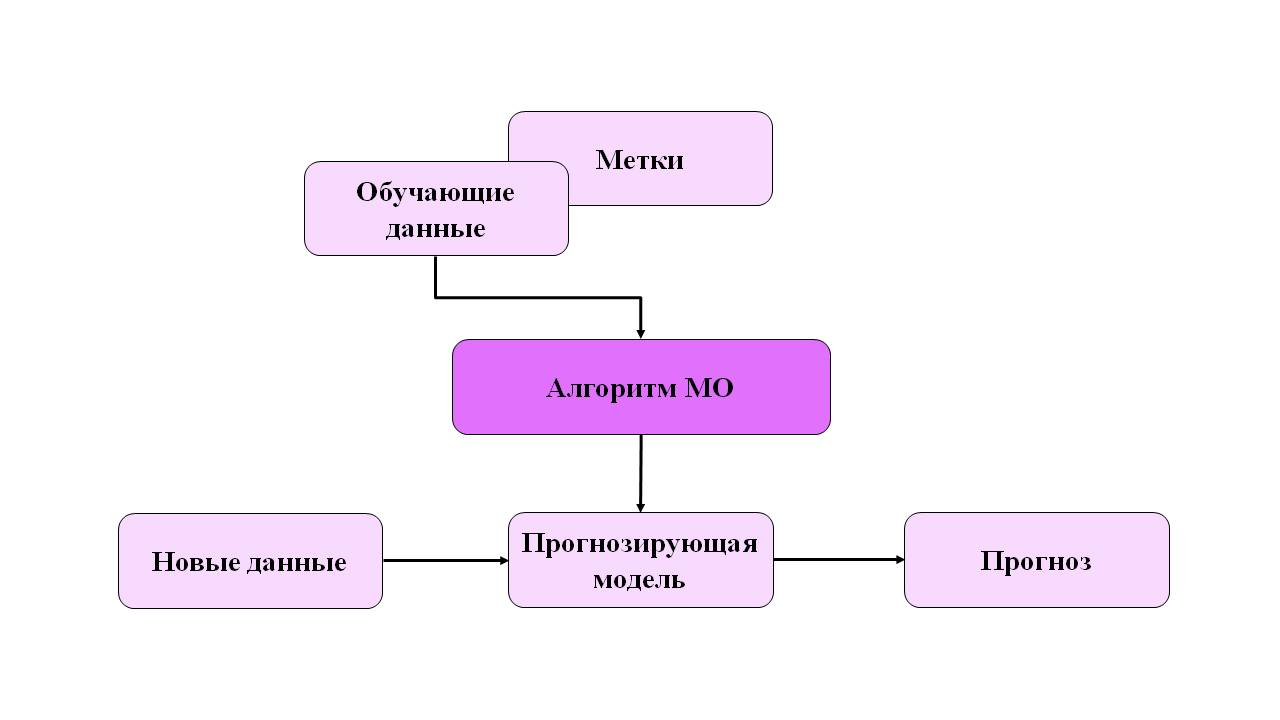 Метки
Обучающие
данные
Алгоритм МО
Новые данные
Прогнозирующая
модель
Прогноз